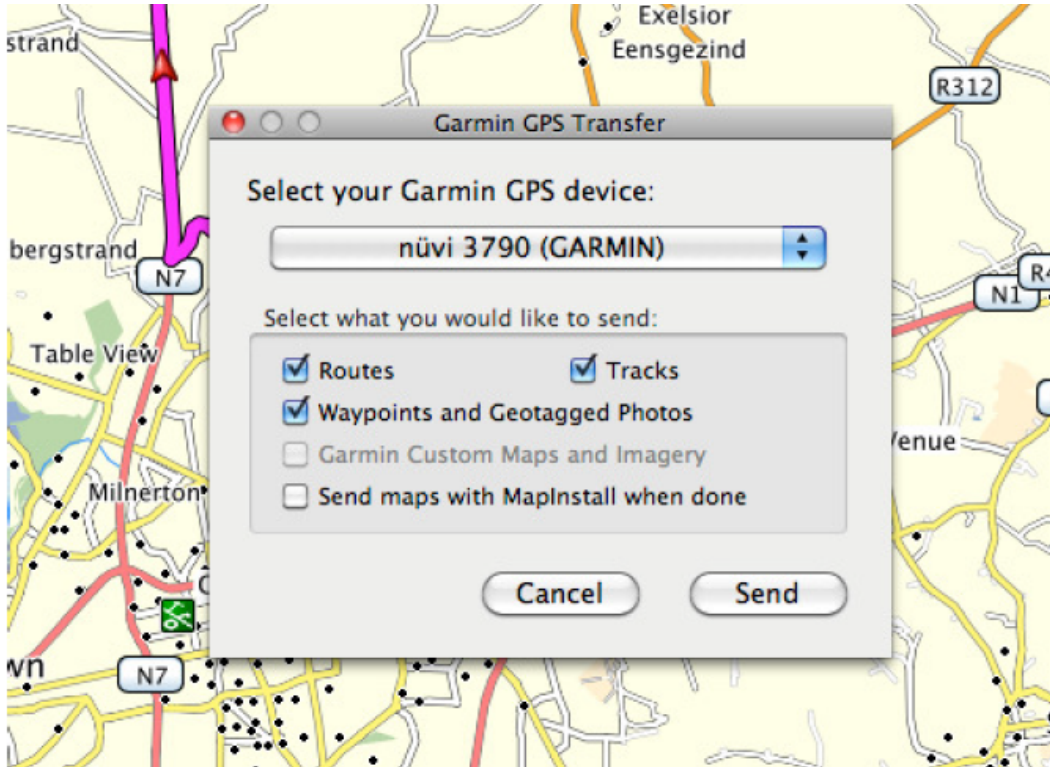 Exelsior
strand
Eensgezind
R312
Garmin GPS Transfer
Select your Garmin GPS device:
nüvi 3790 (GARMIN)
bergstrand
N7
N1
Select what you would like to send:
Table View
Routes
Tracks
Waypoints and Geotagged Photos
Garmin Custom Maps and Imagery
Milnerton
Send maps with MapInstall when done
Cancel
Send
wn
N7